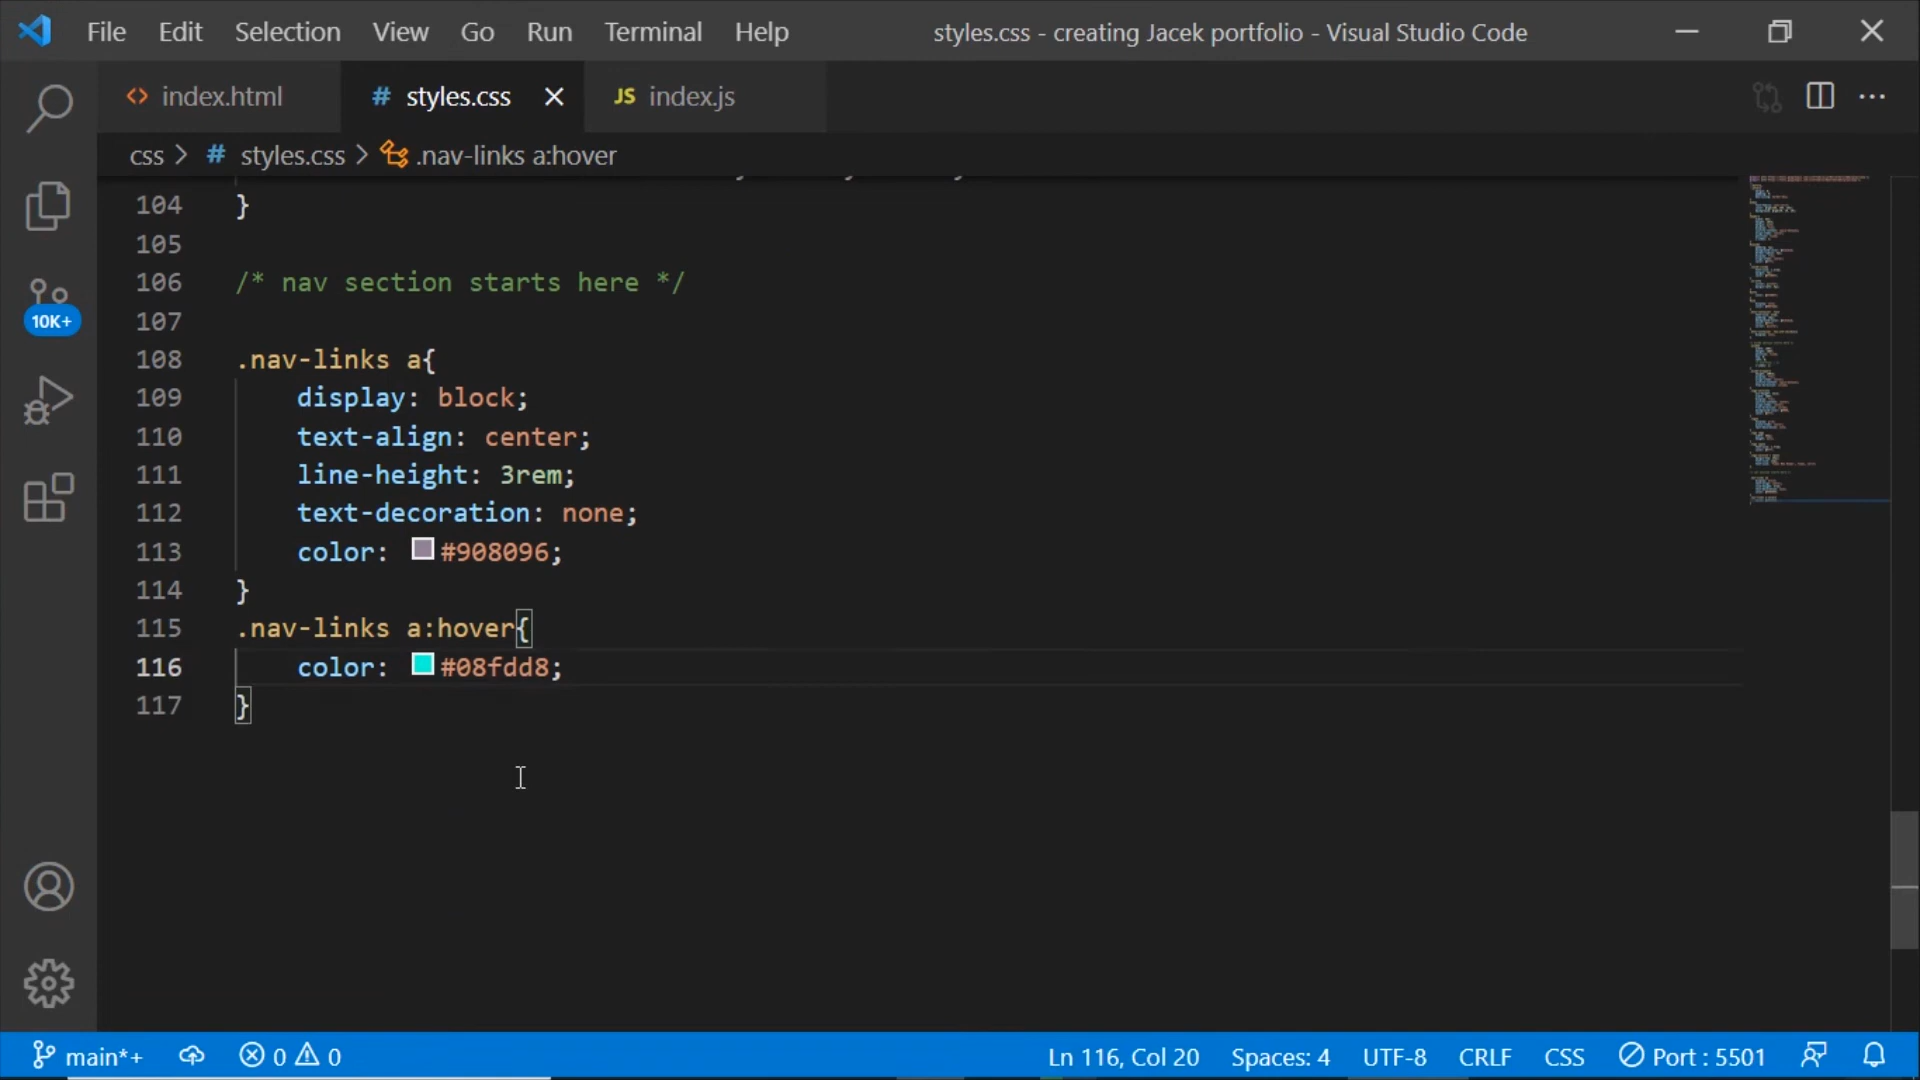 File Edit Selection View Go Run Terminal Help styles.css - creating Jacek portfolio - Visual Studio Code
index.html # styles.css JS index.js
css > # styles.css > .nav-links a:hover
104 }
105
106 /* nav section starts here */
107
108 .nav-links a{
109 display: block;
110 text-align: center;
111 line-height: 3rem;
112 text-decoration: none;
113 color: #908096;
114 }
115 .nav-links a:hover{
116 color: #08fdd8;
117 }
10K+
main*+ 0 0 Ln 116, Col 20 Spaces: 4 UTF-8 CRLF CSS Port : 5501